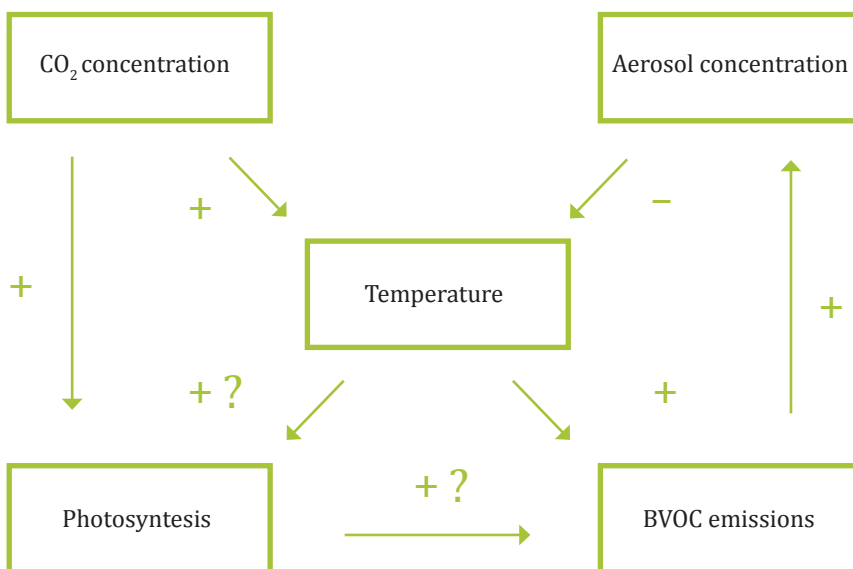 CO₂ concentration
Aerosol concentration
+
−
+
Temperature
+
+ ?
+
+ ?
Photosyntesis
BVOC emissions